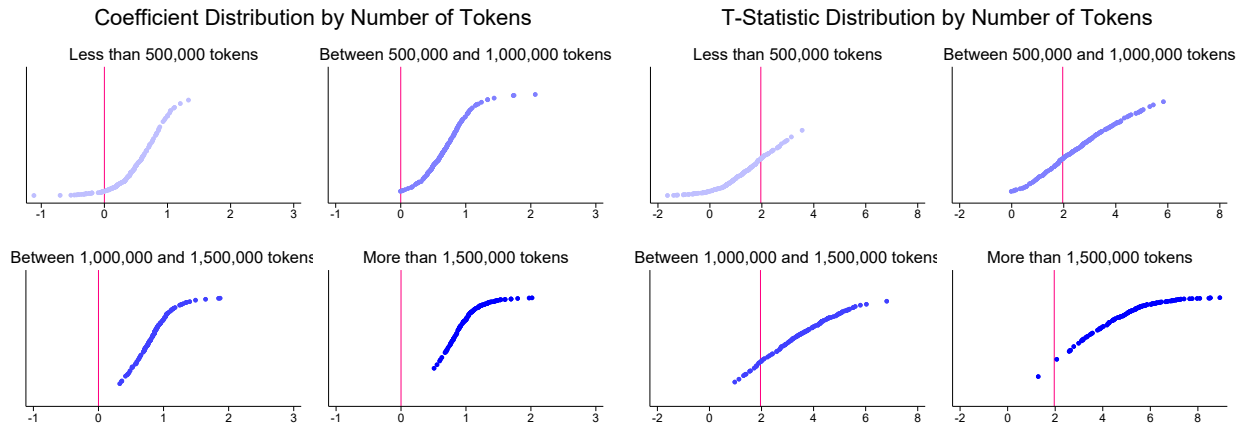 Coefficient Distribution by Number of Tokens
Less than 500,000 tokens
Between 500,000 and 1,000,000 tokens
-1 0 1 2 3
-1 0 1 2 3
Between 1,000,000 and 1,500,000 tokens
More than 1,500,000 tokens
-1 0 1 2 3
-1 0 1 2 3
T-Statistic Distribution by Number of Tokens
Less than 500,000 tokens
Between 500,000 and 1,000,000 tokens
-2 0 2 4 6 8
-2 0 2 4 6 8
Between 1,000,000 and 1,500,000 tokens
More than 1,500,000 tokens
-2 0 2 4 6 8
-2 0 2 4 6 8